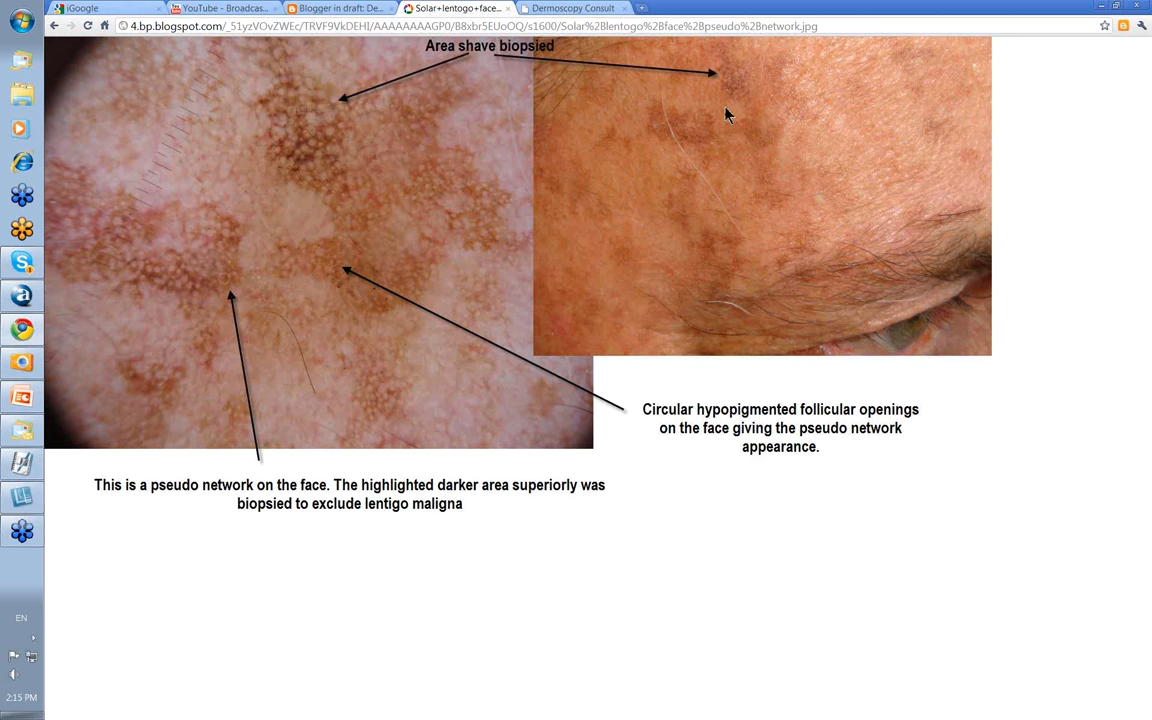 iGoogle
YouTube - Broadcas...
Blogger in draft: De...
Solar+lentogo+face...
Dermoscopy Consult
4.bp.blogspot.com/_51yzVOvZWEc/TRVF9VkDEHI/AAAAAAAAGP0/B8xbr5EUoOQ/s1600/Solar%2Blentogo%2Bface%2Bpseudo%2Bnetwork.jpg
Area shave biopsied
Circular hypopigmented follicular openings
on the face giving the pseudo network
appearance.
This is a pseudo network on the face. The highlighted darker area superiorly was
biopsied to exclude lentigo maligna
EN
2:15 PM